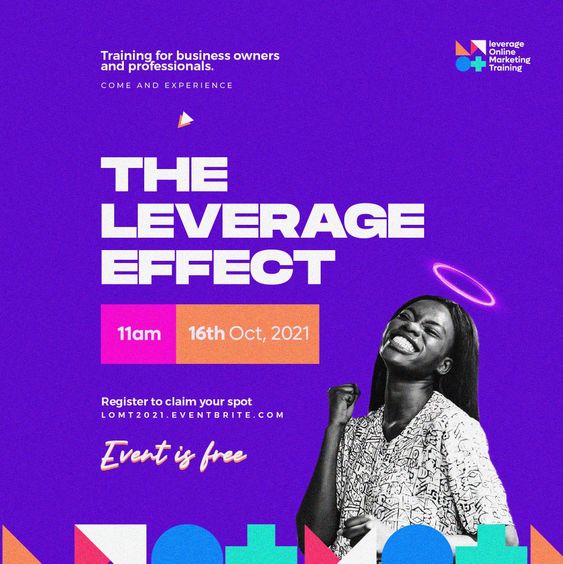 Training for business owners
and professionals.
COME AND EXPERIENCE
leverage
Online
Marketing
Training
THE
LEVERAGE
EFFECT
11am
16th Oct, 2021
Register to claim your spot
LOMT2021.EVENTBRITE.COM
Event is free